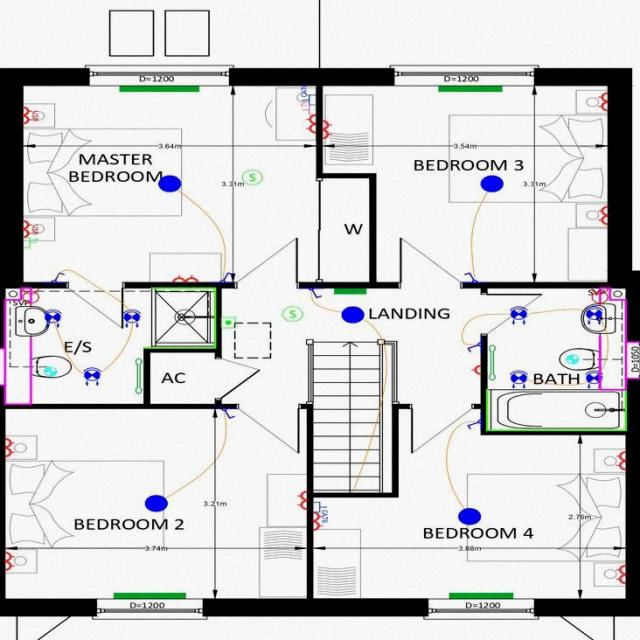 D=1200
D=1200
MASTER
BEDROOM
3.64m
3.31m
S
BEDROOM 3
3.54m
3.31m
W
SVP
SVP
E/S
S
LANDING
D=1050
AC
BATH
BEDROOM 2
3.21m
3.74m
CAT6
BEDROOM 4
2.76m
3.88m
D=1200
D=1200